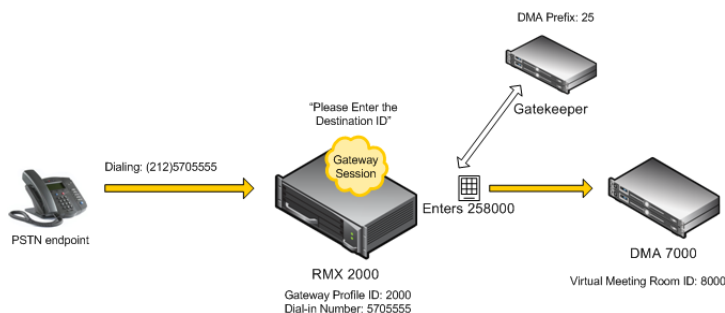 DMA Prefix: 25
Gatekeeper
"Please Enter the
Destination ID"
Gateway
Session
Dialing: (212)5705555
PSTN endpoint
RMX 2000
Gateway Profile ID: 2000
Dial-in Number: 5705555
Enters 258000
DMA 7000
Virtual Meeting Room ID: 8000